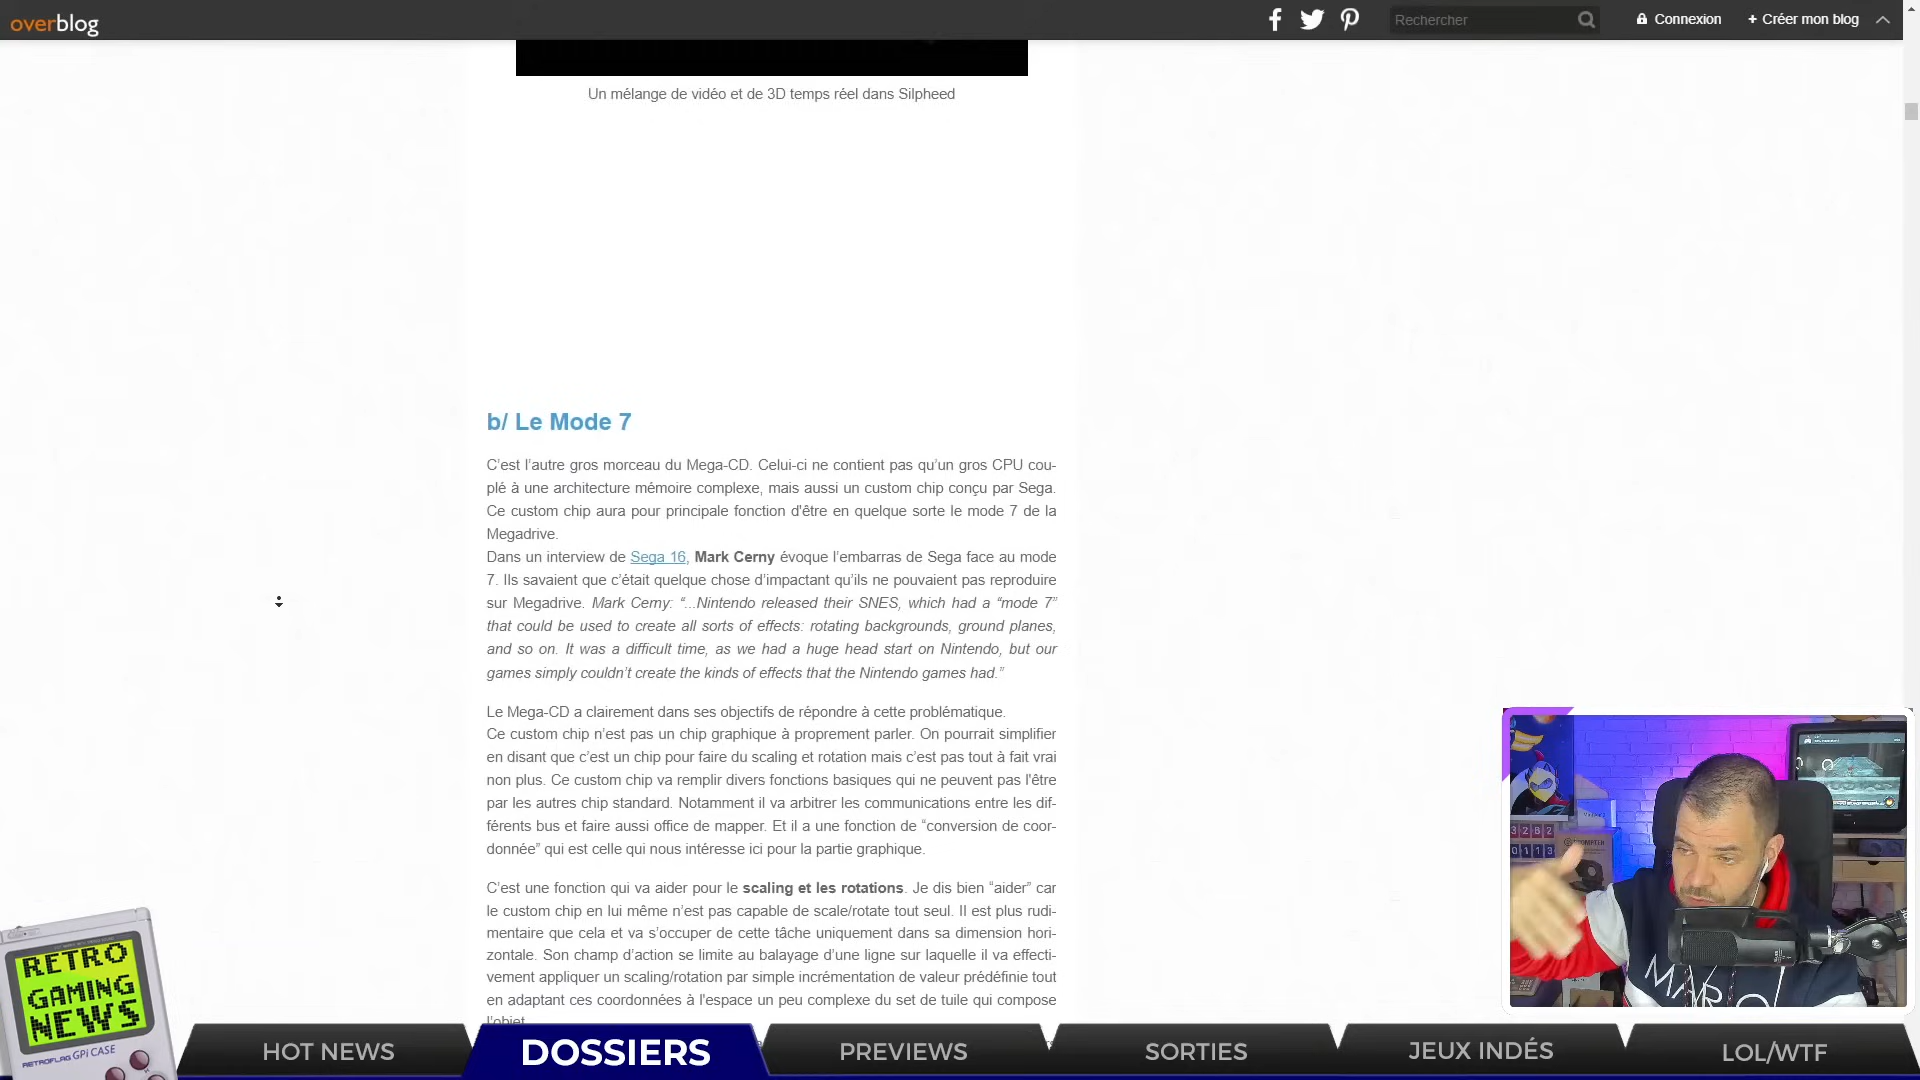 overblog
Rechercher
Connexion
+ Créer mon blog
Un mélange de vidéo et de 3D temps réel dans Silpheed
b/ Le Mode 7
C’est l’autre gros morceau du Mega-CD. Celui-ci ne contient pas qu’un gros CPU cou-
plé à une architecture mémoire complexe, mais aussi un custom chip conçu par Sega.
Ce custom chip aura pour principale fonction d'être en quelque sorte le mode 7 de la
Megadrive.
Dans un interview de Sega 16, Mark Cerny évoque l’embarras de Sega face au mode
7. Ils savaient que c’était quelque chose d’impactant qu’ils ne pouvaient pas reproduire
sur Megadrive. Mark Cerny: “...Nintendo released their SNES, which had a “mode 7”
that could be used to create all sorts of effects: rotating backgrounds, ground planes,
and so on. It was a difficult time, as we had a huge head start on Nintendo, but our
games simply couldn’t create the kinds of effects that the Nintendo games had.”
Le Mega-CD a clairement dans ses objectifs de répondre à cette problématique.
Ce custom chip n’est pas un chip graphique à proprement parler. On pourrait simplifier
en disant que c’est un chip pour faire du scaling et rotation mais c’est pas tout à fait vrai
non plus. Ce custom chip va remplir divers fonctions basiques qui ne peuvent pas l'être
par les autres chip standard. Notamment il va arbitrer les communications entre les dif-
férents bus et faire aussi office de mapper. Et il a une fonction de “conversion de coor-
donnée” qui est celle qui nous intéresse ici pour la partie graphique.
C’est une fonction qui va aider pour le scaling et les rotations. Je dis bien “aider” car
le custom chip en lui même n’est pas capable de scale/rotate tout seul. Il est plus rudi-
mentaire que cela et va s’occuper de cette tâche uniquement dans sa dimension hori-
zontale. Son champ d’action se limite au balayage d’une ligne sur laquelle il va effecti-
vement appliquer un scaling/rotation par simple incrémentation de valeur prédéfinie tout
en adaptant ces coordonnées à l'espace un peu complexe du set de tuile qui compose
l’objet.
RETRO
GAMING
NEWS
RETROFLAG GPi CASE
HOT NEWS
DOSSIERS
PREVIEWS
SORTIES
JEUX INDÉS
LOL/WTF